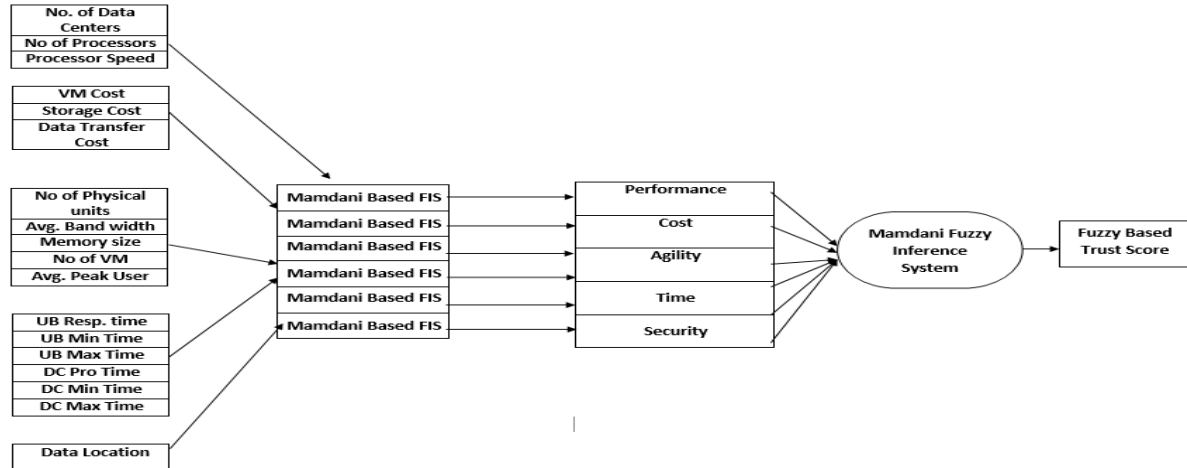 No. of Data
Centers
No of Processors
Processor Speed
VM Cost
Storage Cost
Data Transfer
Cost
No of Physical
units
Avg. Band width
Memory size
No of VM
Avg. Peak User
UB Resp. time
UB Min Time
UB Max Time
DC Pro Time
DC Min Time
DC Max Time
Data Location
Mamdani Based FIS
Mamdani Based FIS
Mamdani Based FIS
Mamdani Based FIS
Mamdani Based FIS
Mamdani Based FIS
Performance
Cost
Agility
Time
Security
Mamdani Fuzzy
Inference
System
Fuzzy Based
Trust Score